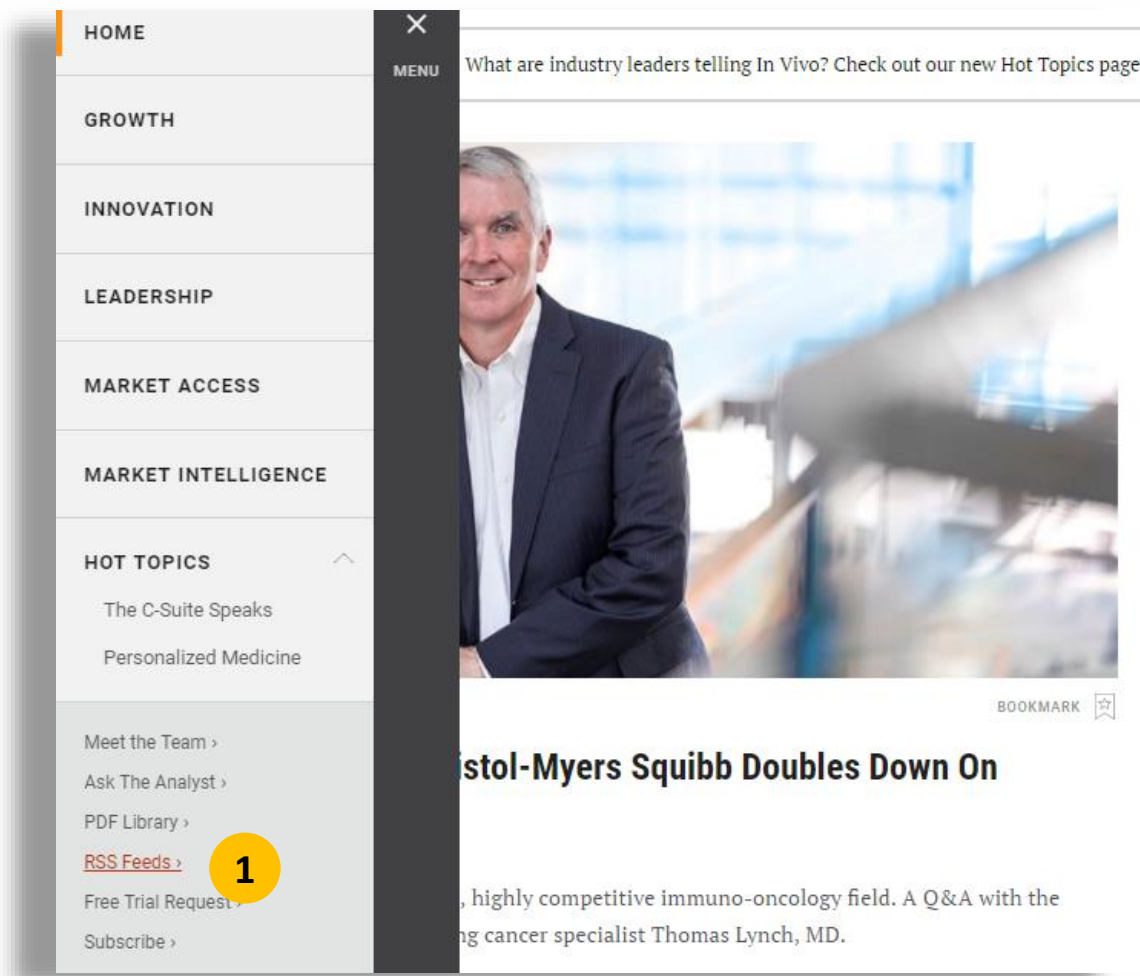 HOME
GROWTH
INNOVATION
LEADERSHIP
MARKET ACCESS
MARKET INTELLIGENCE
HOT TOPICS
The C-Suite Speaks
Personalized Medicine
Meet the Team ›
Ask The Analyst ›
PDF Library ›
RSS Feeds ›
1
Free Trial Request ›
Subscribe ›
MENU
What are industry leaders telling In Vivo? Check out our new Hot Topics page
BOOKMARK
istol-Myers Squibb Doubles Down On
, highly competitive immuno-oncology field. A Q&A with the
ng cancer specialist Thomas Lynch, MD.